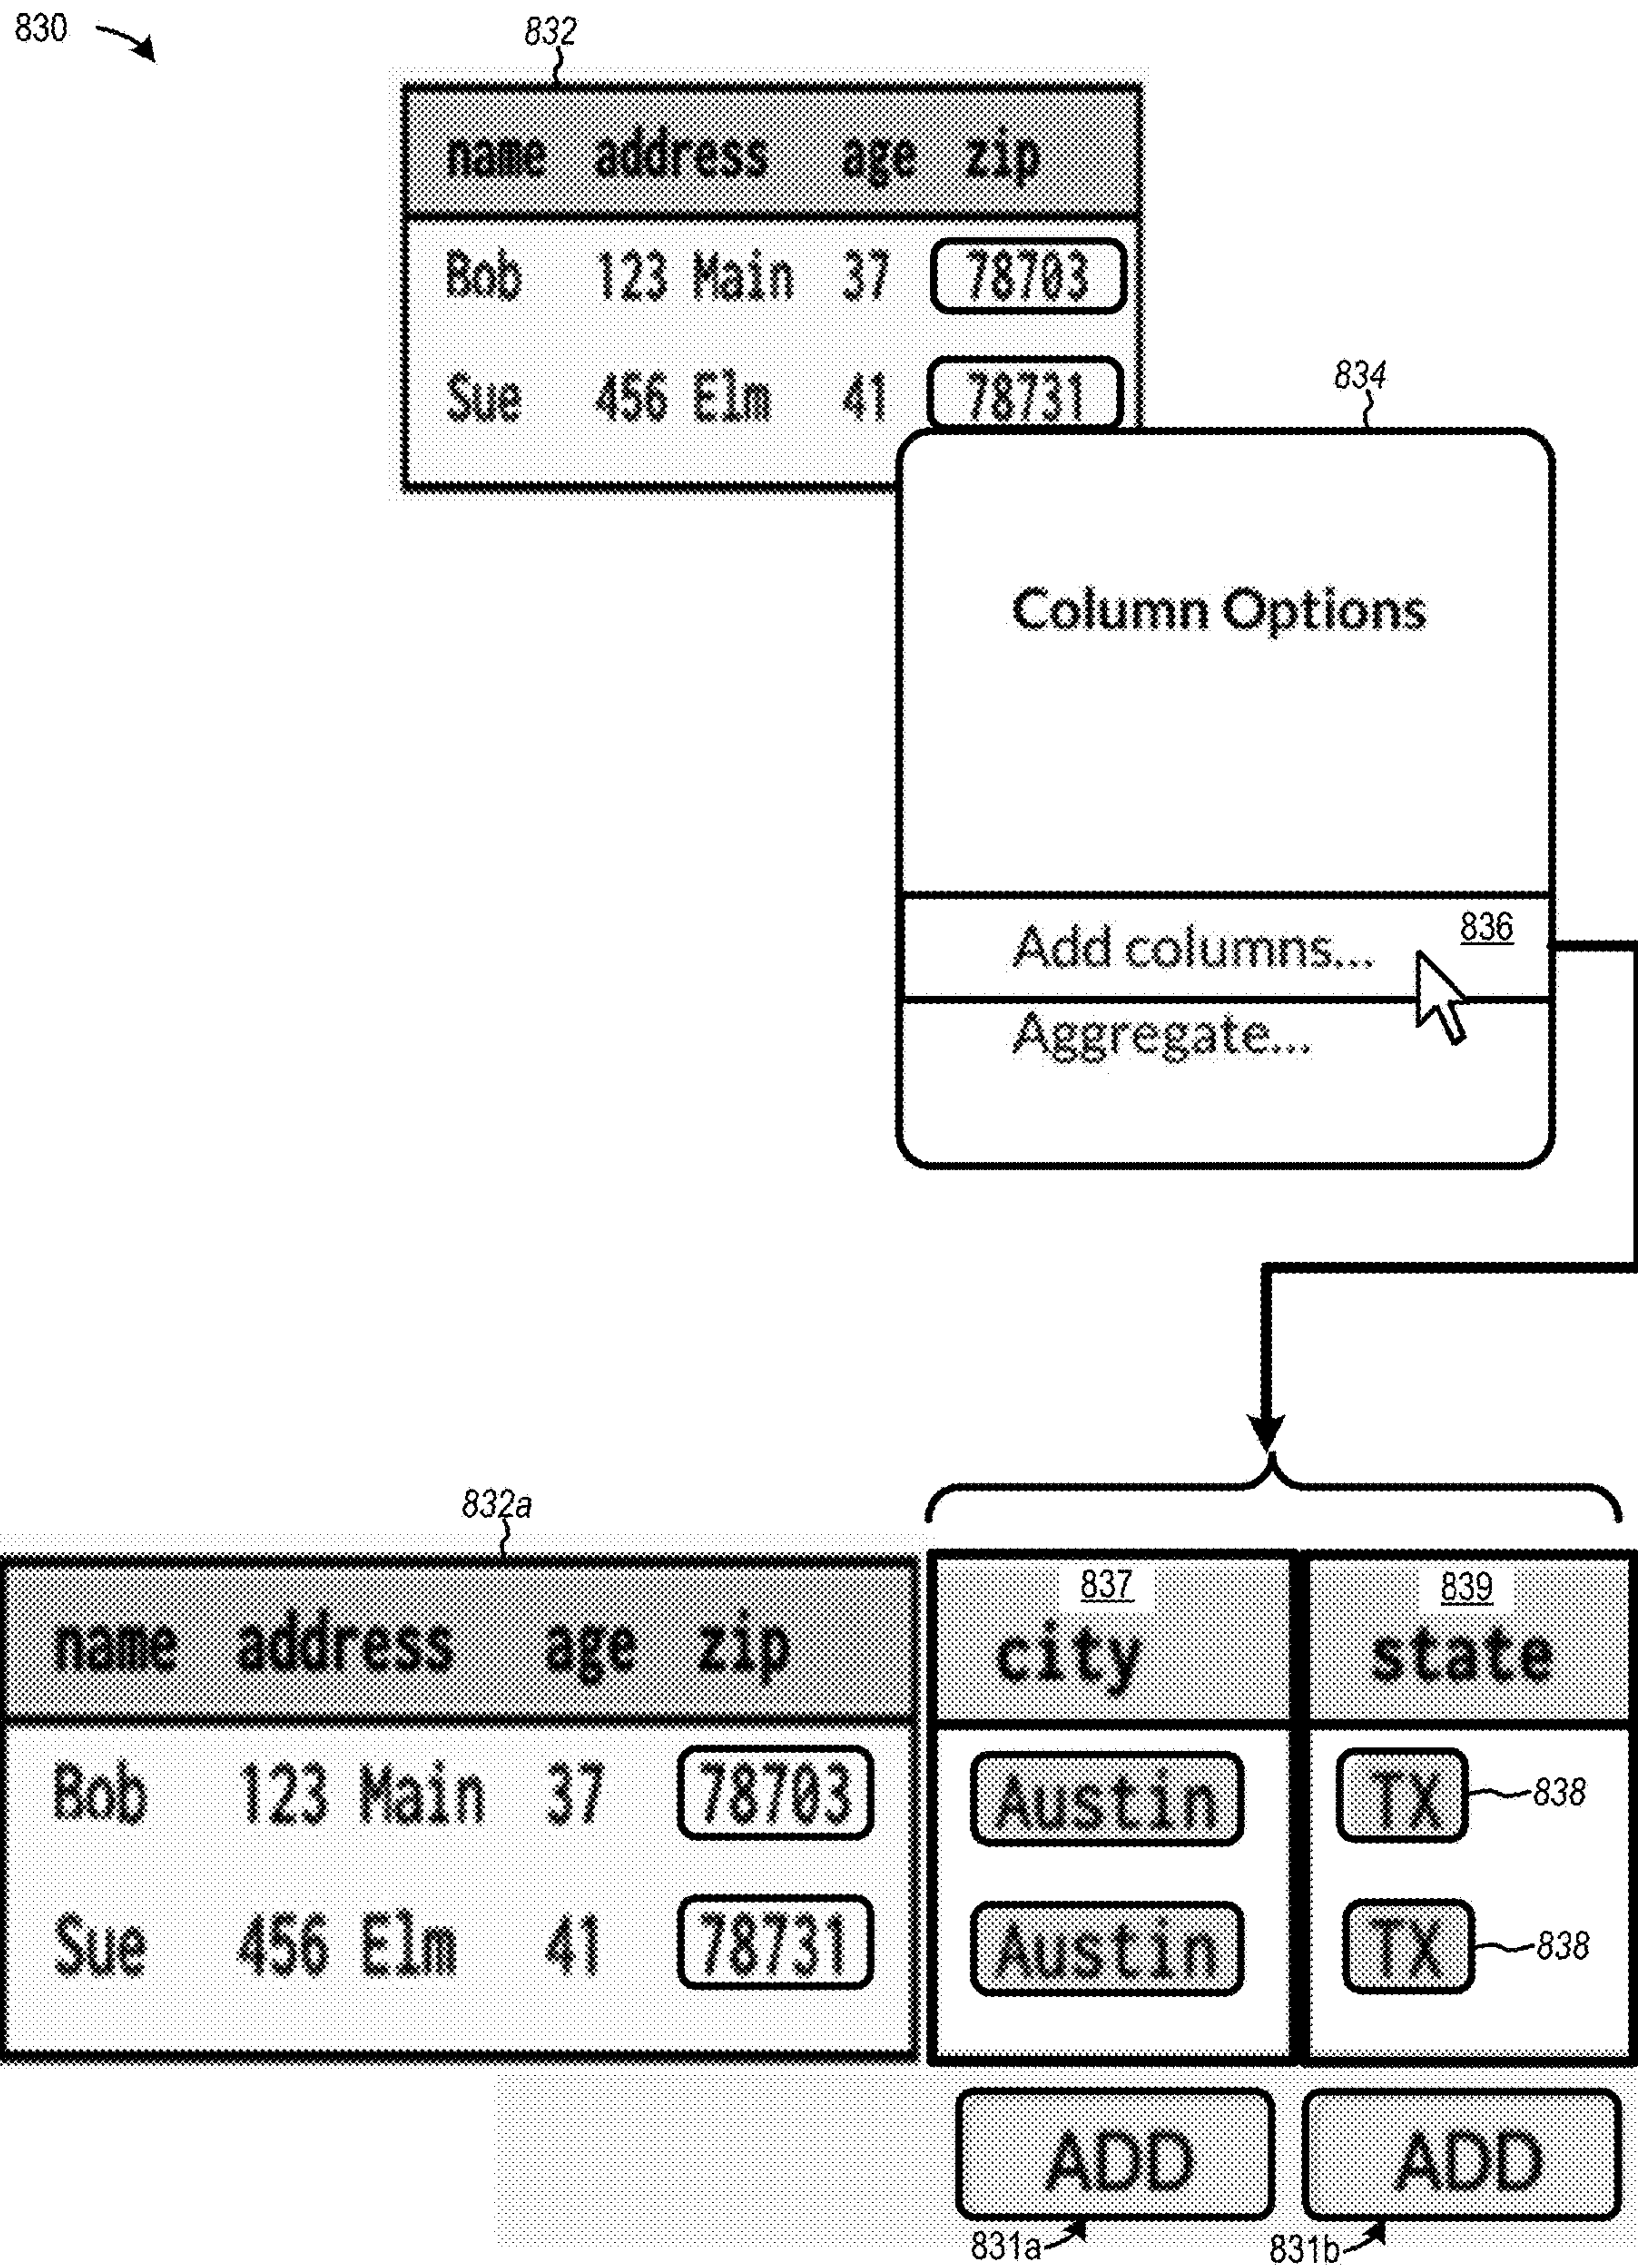 830
832
name address age zip
Bob 123 Main 37 78703
Sue 456 Elm 41 78731
834
Column Options
Add columns... 836
Aggregate...
832a
837 839
name address age zip city state
Bob 123 Main 37 78703 Austin TX 838
Sue 456 Elm 41 78731 Austin TX 838
ADD ADD
831a 831b